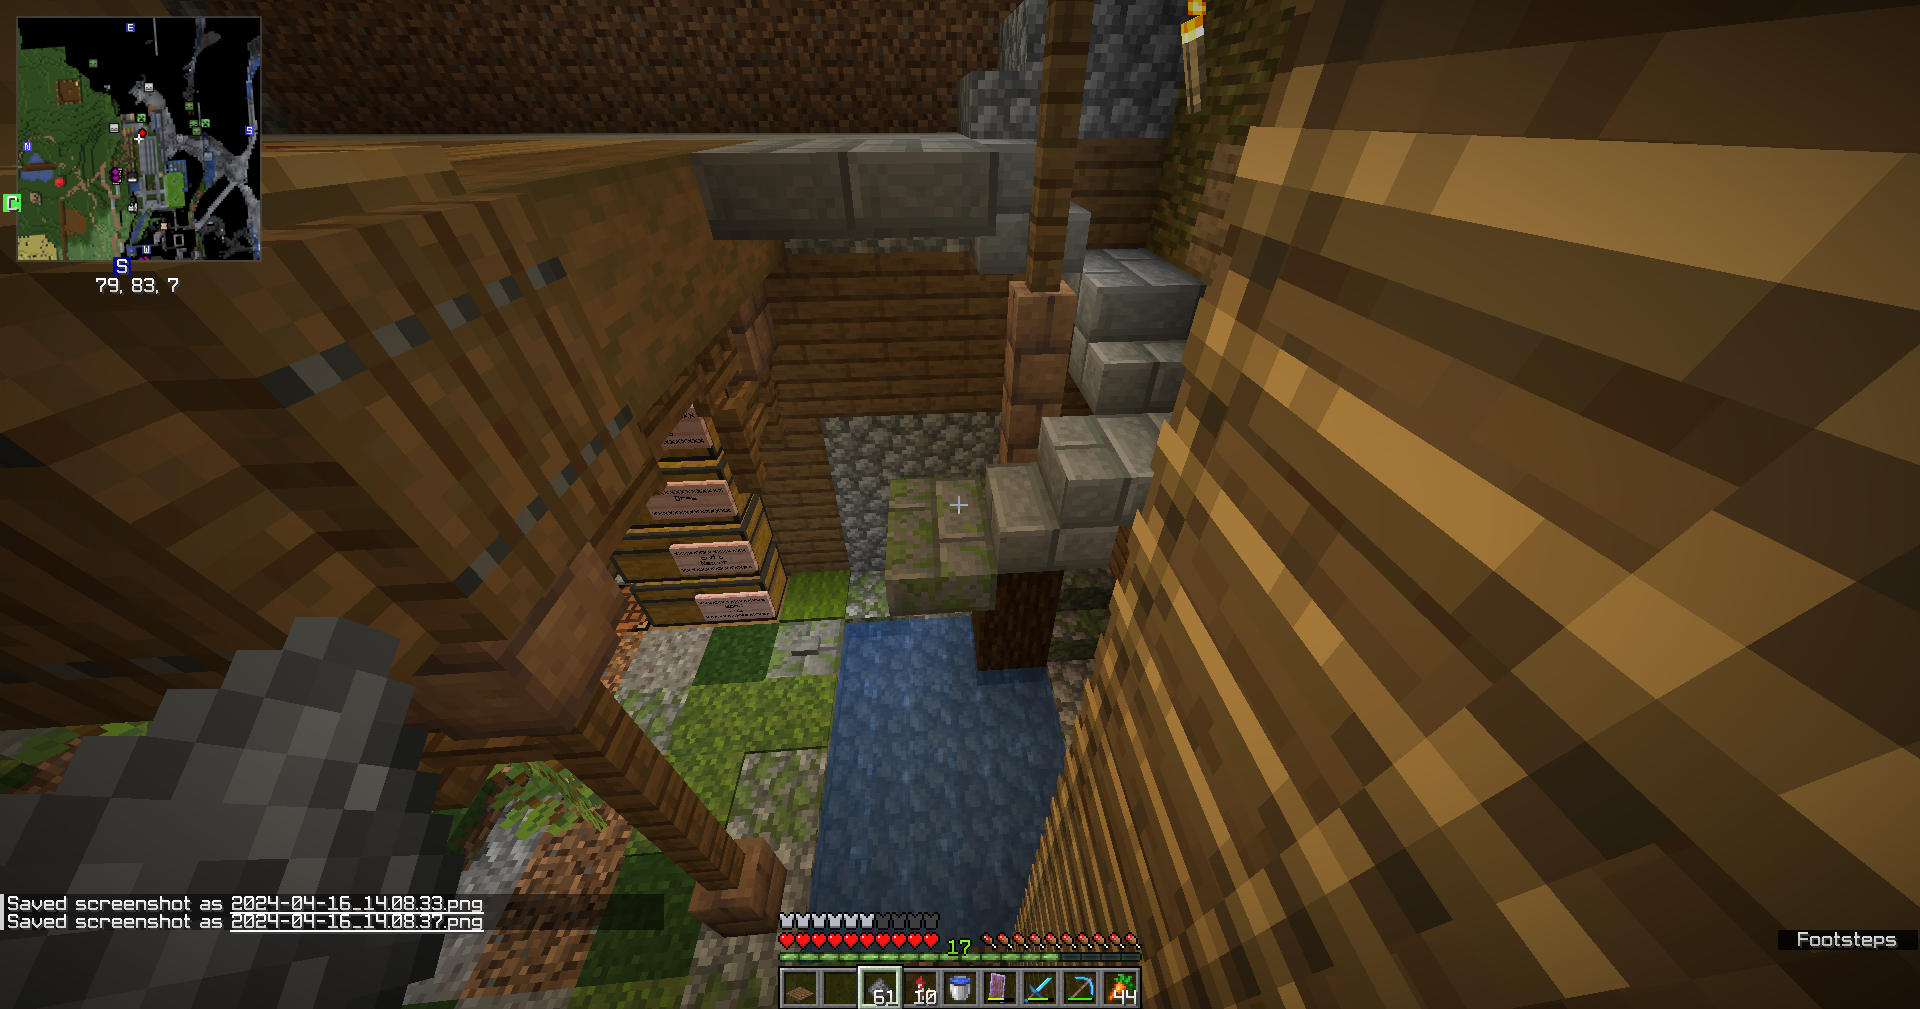 E
S
N
C
W
S
79, 83, 7
Saved screenshot as 2024-04-16_14.08.33.png
Saved screenshot as 2024-04-16_14.08.37.png
17
Footsteps
61
10
44